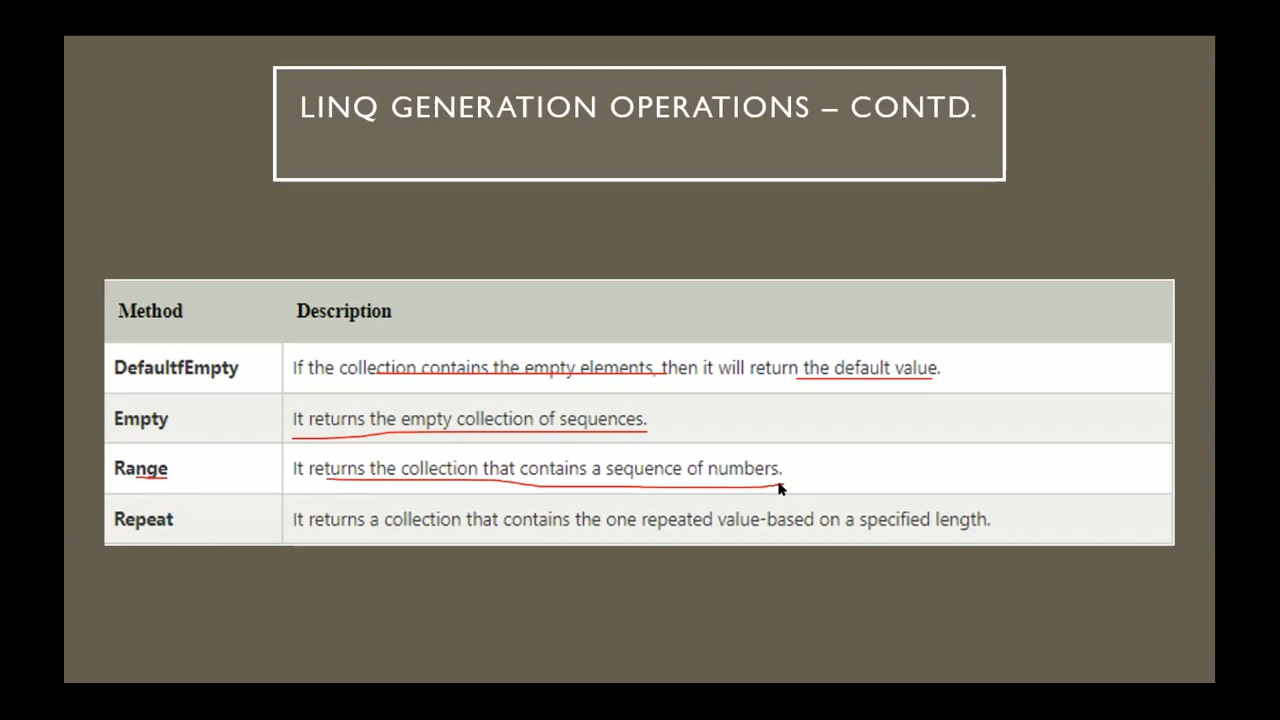 LINQ GENERATION OPERATIONS – CONTD.
Method Description
DefaultfEmpty If the collection contains the empty elements, then it will return the default value.
Empty It returns the empty collection of sequences.
Range It returns the collection that contains a sequence of numbers.
Repeat It returns a collection that contains the one repeated value-based on a specified length.